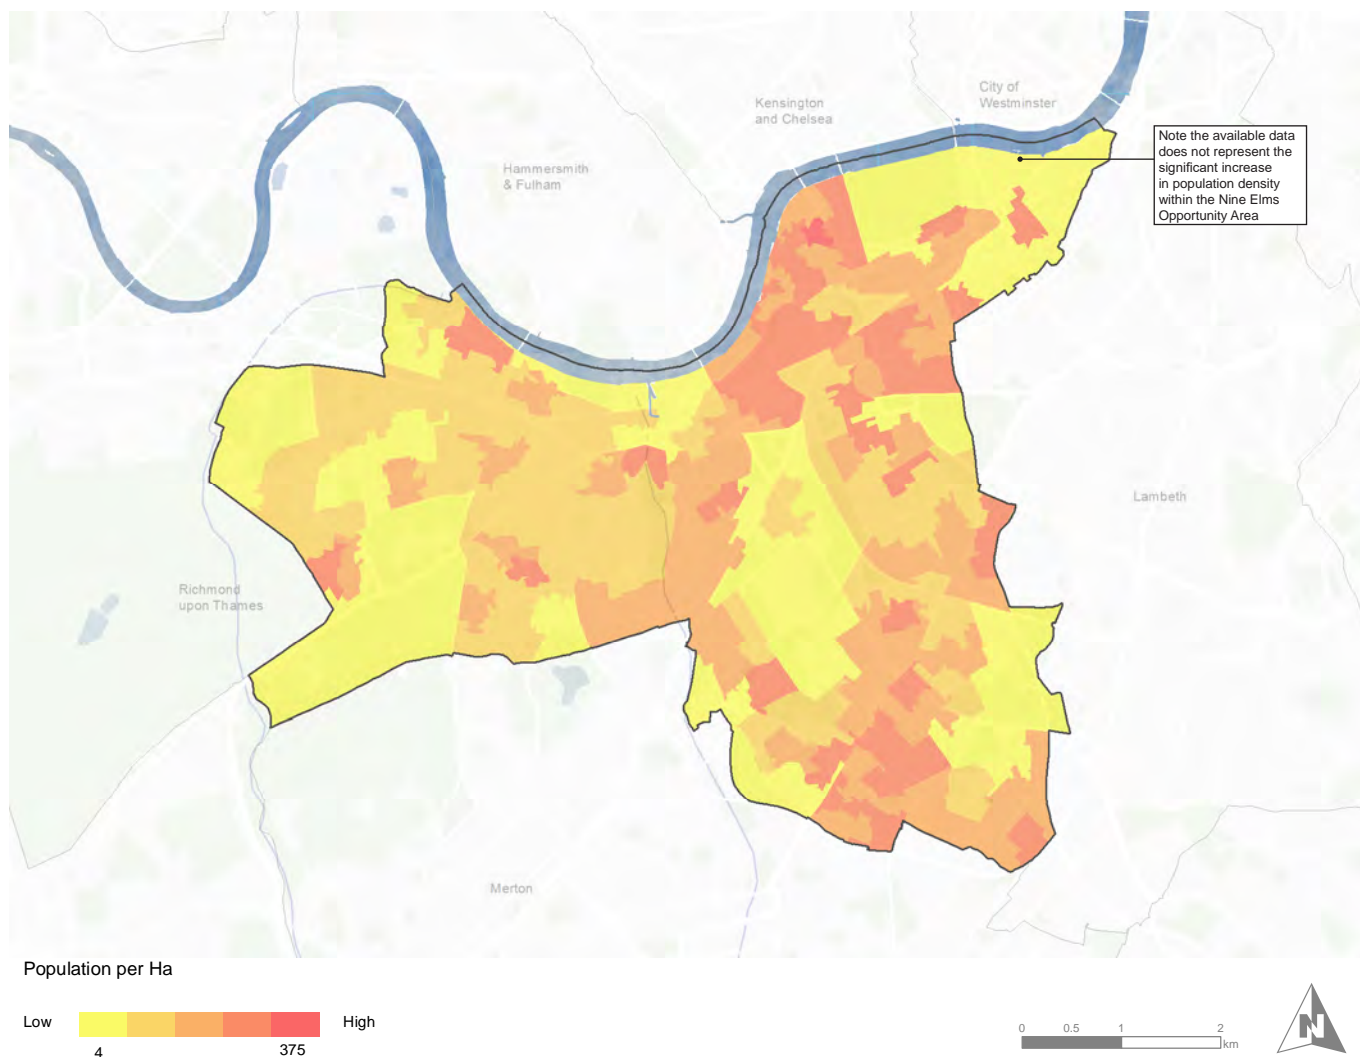 City of
Westminster
Kensington
and Chelsea
Note the available data
does not represent the
significant increase
in population density
within the Nine Elms
Opportunity Area
Hammersmith
& Fulham
Lambeth
Richmond
upon Thames
Merton
Population per Ha
Low
High
4
375
0
0.5
1
2
km
N